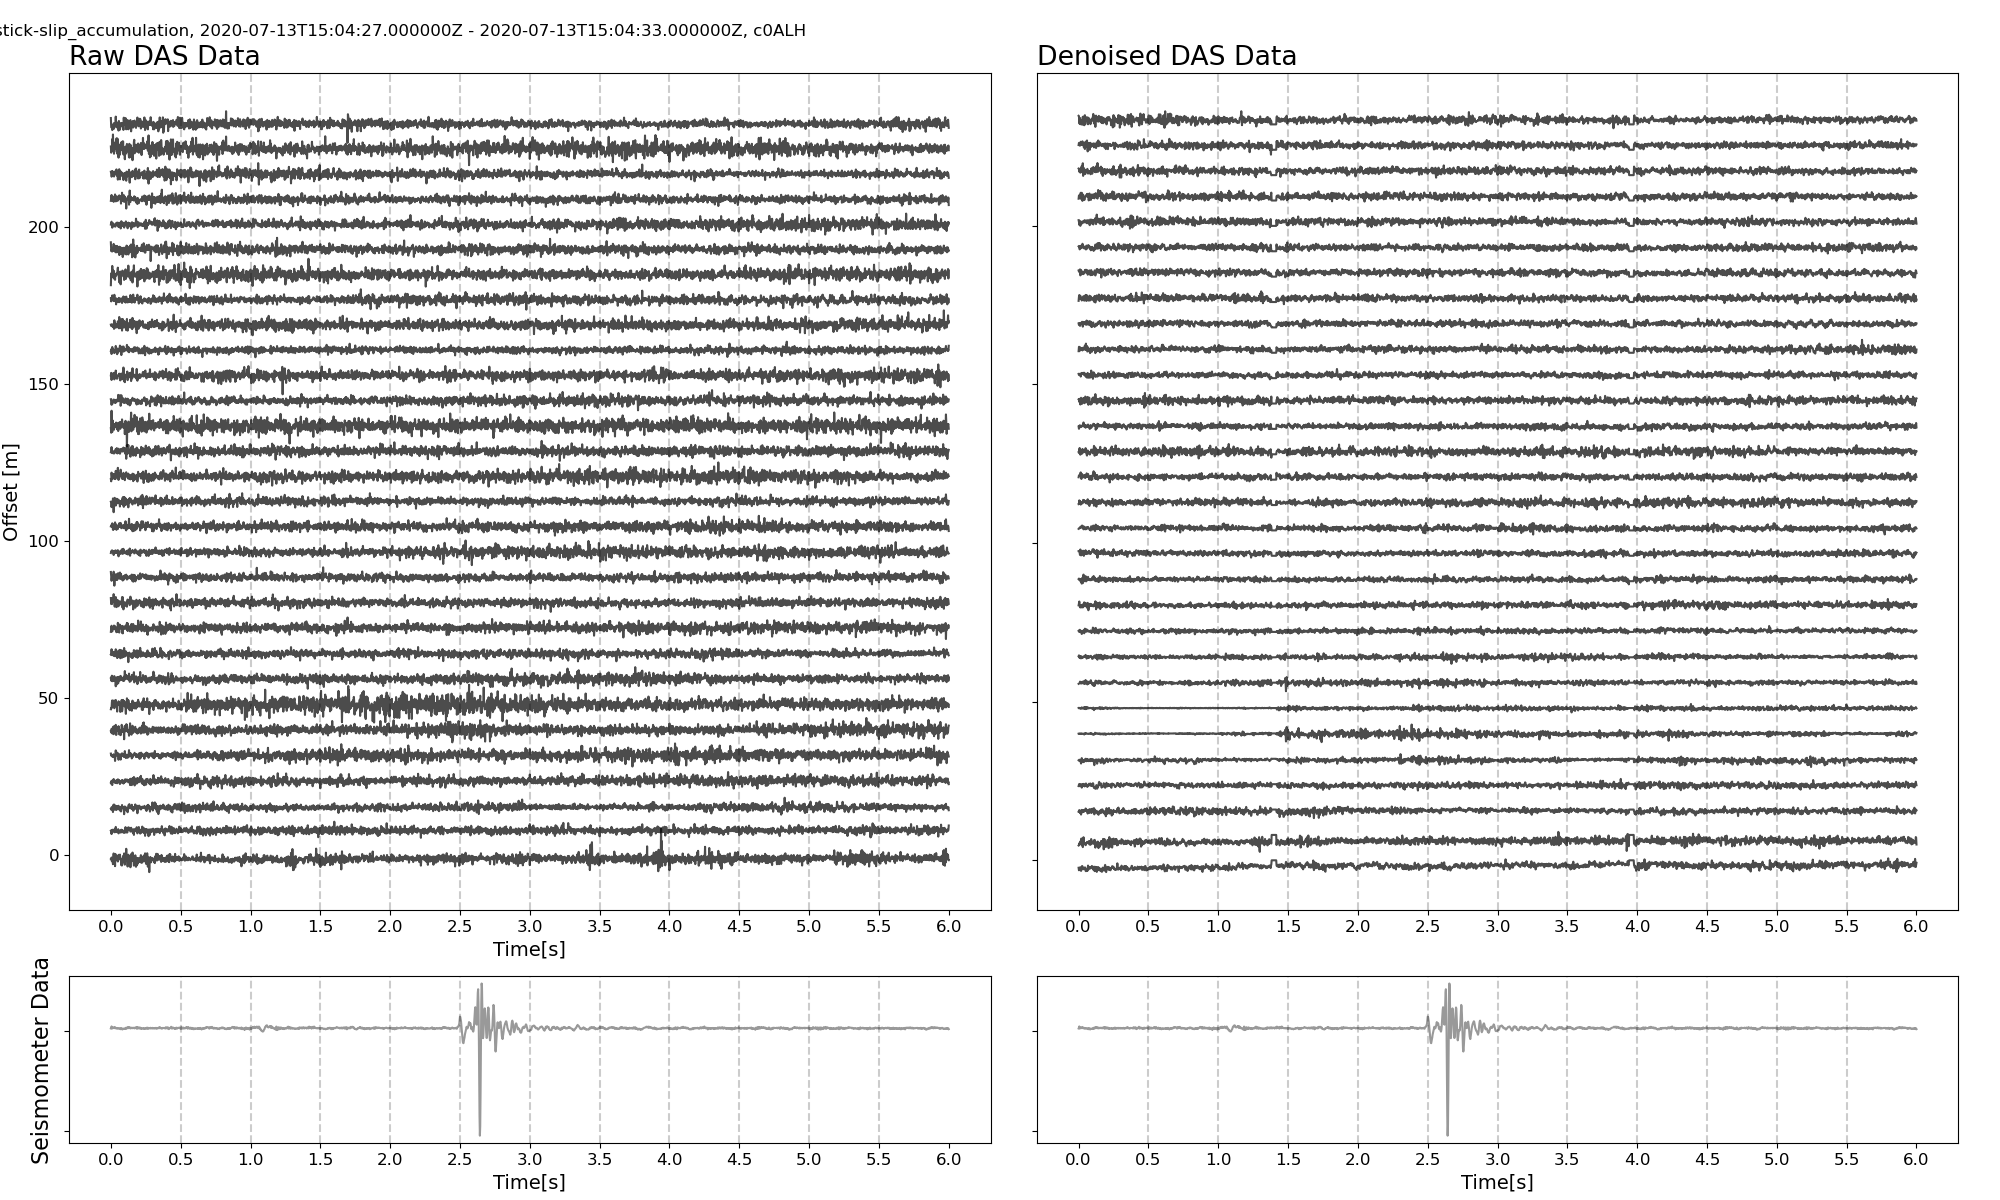 stick-slip_accumulation, 2020-07-13T15:04:27.000000Z - 2020-07-13T15:04:33.000000Z, c0ALH
Raw DAS Data
Denoised DAS Data
Offset [m]
200
150
100
50
0
0.0 0.5 1.0 1.5 2.0 2.5 3.0 3.5 4.0 4.5 5.0 5.5 6.0
Time[s]
0.0 0.5 1.0 1.5 2.0 2.5 3.0 3.5 4.0 4.5 5.0 5.5 6.0
Seismometer Data
0.0 0.5 1.0 1.5 2.0 2.5 3.0 3.5 4.0 4.5 5.0 5.5 6.0
Time[s]
0.0 0.5 1.0 1.5 2.0 2.5 3.0 3.5 4.0 4.5 5.0 5.5 6.0
Time[s]